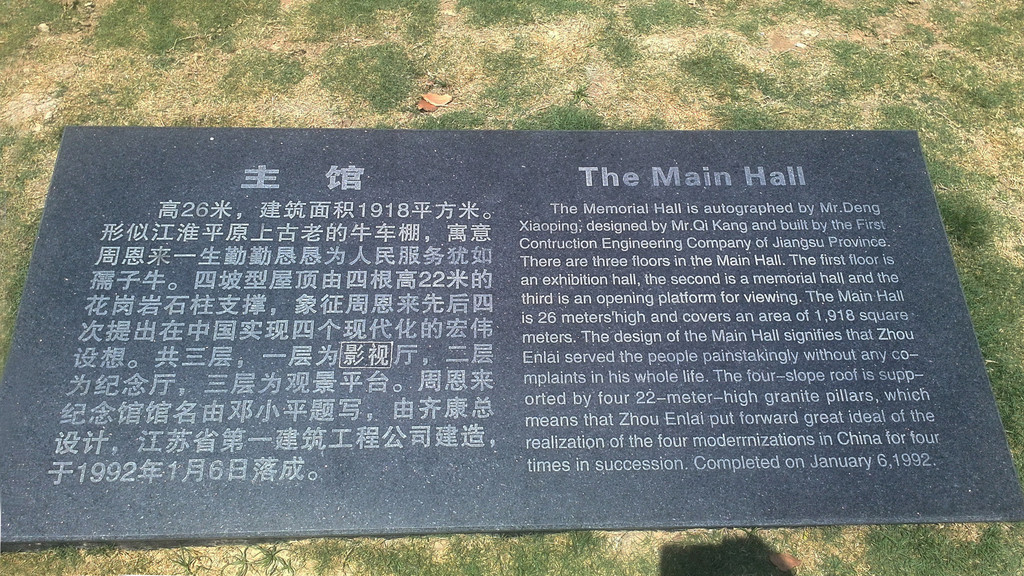 主 馆
高26米，建筑面积1918平方米。
形似江淮平原上古老的牛车棚，寓意
周恩来一生勤勤恳恳为人民服务犹如
孺子牛。四坡型屋顶由四根高22米的
花岗岩石柱支撑，象征周恩来先后四
次提出在中国实现四个现代化的宏伟
设想。共三层，一层为影视厅，二层
为纪念厅，三层为观景平台。周恩来
纪念馆馆名由邓小平题写，由齐康总
设计，江苏省第一建筑工程公司建造，
于1992年1月6日落成。
The Main Hall
The Memorial Hall is autographed by Mr.Deng
Xiaoping, designed by Mr.Qi Kang and built by the First
Contruction Engineering Company of Jiangsu Province.
There are three floors in the Main Hall. The first floor is
an exhibition hall, the second is a memorial hall and the
third is an opening platform for viewing. The Main Hall
is 26 meters'high and covers an area of 1,918 square
meters. The design of the Main Hall signifies that Zhou
Enlai served the people painstakingly without any co-
mplaints in his whole life. The four-slope roof is supp-
orted by four 22-meter-high granite pillars, which
means that Zhou Enlai put forward great ideal of the
realization of the four modermnizations in China for four
times in succession. Completed on January 6,1992.